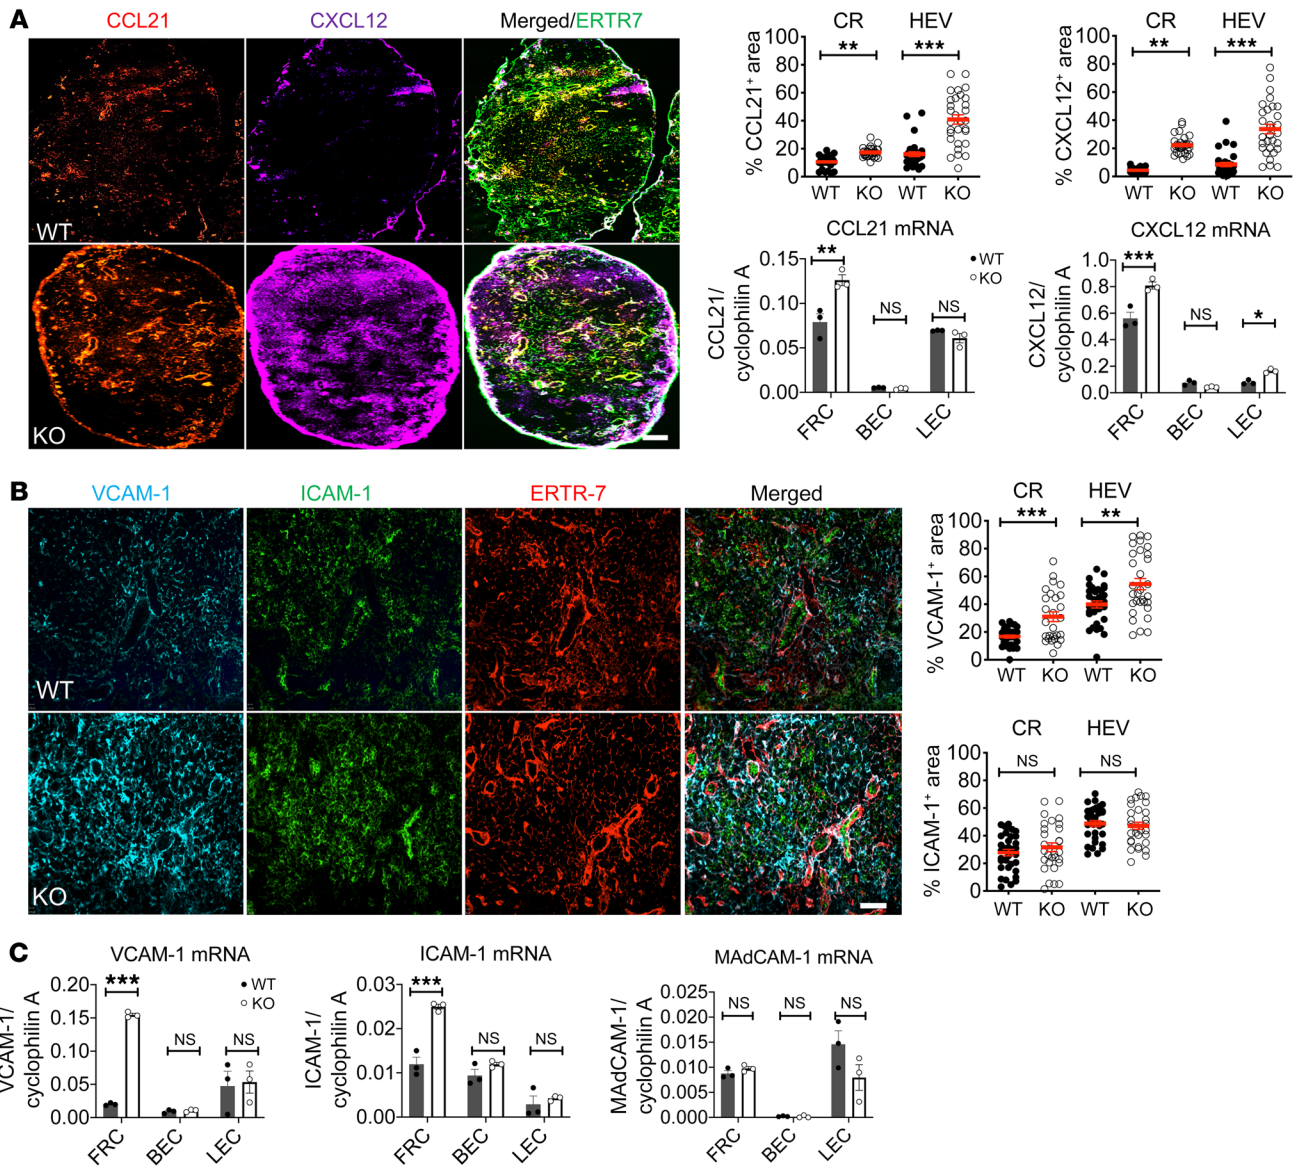 A
CCL21
CXCL12
Merged/ERTR7
WT
KO
% CCL21+ area
CR
HEV
**
***
100
80
60
40
20
0
WT
KO
WT
KO
% CXCL12+ area
CR
HEV
**
***
100
80
60
40
20
0
WT
KO
WT
KO
CCL21 mRNA
CCL21/
cyclophilin A
0.15
0.10
0.05
0.00
**
NS
NS
WT
KO
FRC
BEC
LEC
CXCL12 mRNA
CXCL12/
cyclophilin A
1.0
0.8
0.6
0.4
0.2
0.0
***
NS
*
FRC
BEC
LEC
B
VCAM-1
ICAM-1
ERTR-7
Merged
WT
KO
% VCAM-1+ area
CR
HEV
***
**
100
80
60
40
20
0
WT
KO
WT
KO
% ICAM-1+ area
CR
HEV
NS
NS
100
80
60
40
20
0
WT
KO
WT
KO
C
VCAM-1 mRNA
VCAM-1/
cyclophilin A
0.20
0.15
0.10
0.05
0.00
***
NS
NS
WT
KO
FRC
BEC
LEC
ICAM-1 mRNA
ICAM-1/
cyclophilin A
0.03
0.02
0.01
0.00
***
NS
NS
FRC
BEC
LEC
MAdCAM-1 mRNA
MAdCAM-1/
cyclophilin A
0.025
0.020
0.015
0.010
0.005
0.000
NS
NS
NS
FRC
BEC
LEC